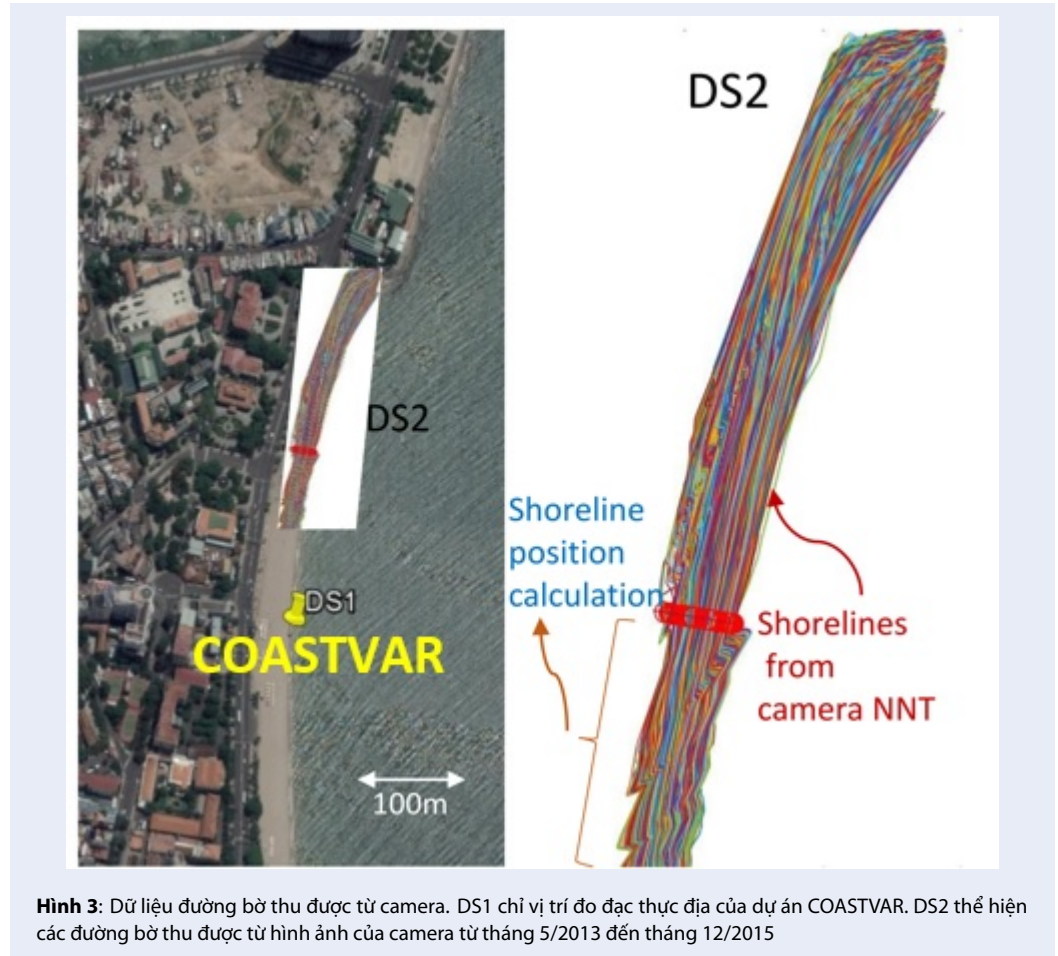 DS2
DS2
DS1
COASTVAR
100m
Shoreline
position
calculation
Shorelines
from
camera NNT
Hình 3: Dữ liệu đường bờ thu được từ camera. DS1 chỉ vị trí đo đạc thực địa của dự án COASTVAR. DS2 thể hiện
các đường bờ thu được từ hình ảnh của camera từ tháng 5/2013 đến tháng 12/2015